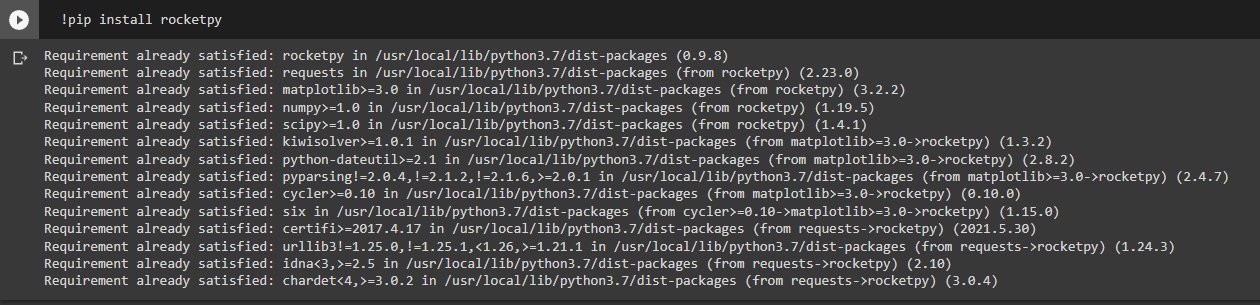 !pip install rocketpy
Requirement already satisfied: rocketpy in /usr/local/lib/python3.7/dist-packages (0.9.8)
Requirement already satisfied: requests in /usr/local/lib/python3.7/dist-packages (from rocketpy) (2.23.0)
Requirement already satisfied: matplotlib>=3.0 in /usr/local/lib/python3.7/dist-packages (from rocketpy) (3.2.2)
Requirement already satisfied: numpy>=1.0 in /usr/local/lib/python3.7/dist-packages (from rocketpy) (1.19.5)
Requirement already satisfied: scipy>=1.0 in /usr/local/lib/python3.7/dist-packages (from rocketpy) (1.4.1)
Requirement already satisfied: kiwisolver>=1.0.1 in /usr/local/lib/python3.7/dist-packages (from matplotlib>=3.0->rocketpy) (1.3.2)
Requirement already satisfied: python-dateutil>=2.1 in /usr/local/lib/python3.7/dist-packages (from matplotlib>=3.0->rocketpy) (2.8.2)
Requirement already satisfied: pyparsing!=2.0.4,!=2.1.2,!=2.1.6,>=2.0.1 in /usr/local/lib/python3.7/dist-packages (from matplotlib>=3.0->rocketpy) (2.4.7)
Requirement already satisfied: cycler>=0.10 in /usr/local/lib/python3.7/dist-packages (from matplotlib>=3.0->rocketpy) (0.10.0)
Requirement already satisfied: six in /usr/local/lib/python3.7/dist-packages (from cycler>=0.10->matplotlib>=3.0->rocketpy) (1.15.0)
Requirement already satisfied: certifi>=2017.4.17 in /usr/local/lib/python3.7/dist-packages (from requests->rocketpy) (2021.5.30)
Requirement already satisfied: urllib3!=1.25.0,!=1.25.1,<1.26,>=1.21.1 in /usr/local/lib/python3.7/dist-packages (from requests->rocketpy) (1.24.3)
Requirement already satisfied: idna<3,>=2.5 in /usr/local/lib/python3.7/dist-packages (from requests->rocketpy) (2.10)
Requirement already satisfied: chardet<4,>=3.0.2 in /usr/local/lib/python3.7/dist-packages (from requests->rocketpy) (3.0.4)